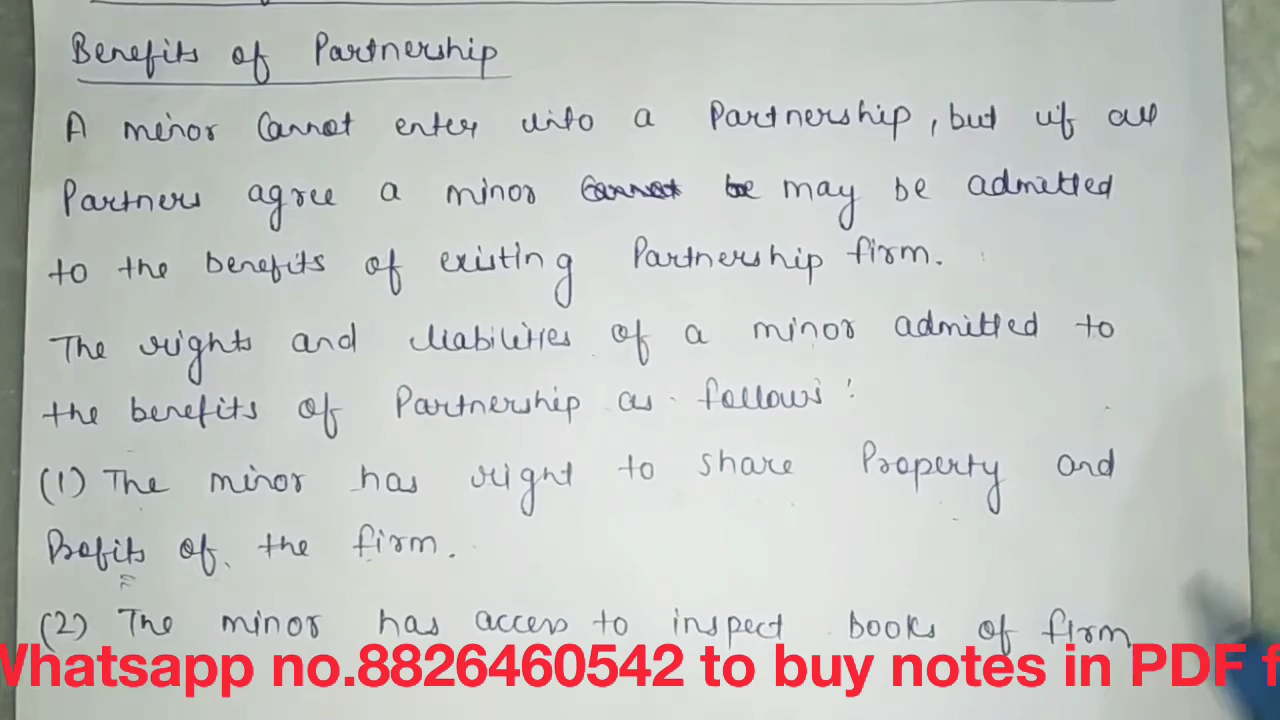 Benefits of Partnership
A minor Cannot enter into a Partnership, but if all
Partners agree a minor Cannot be may be admitted
to the benefits of existing Partnership firm.
The rights and liabilities of a minor admitted to
the benefits of Partnership as follows:
(1) The minor has right to share Property and
Profits of the firm.
(2) The minor has access to inspect books of firm
Whatsapp no.8826460542 to buy notes in PDF f